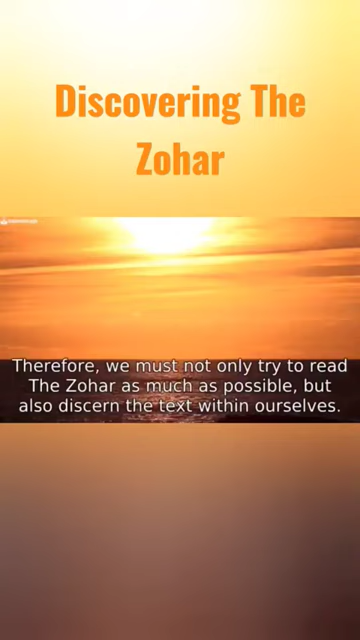 Discovering The
Zohar
Therefore, we must not only try to read
The Zohar as much as possible, but
also discern the text within ourselves.